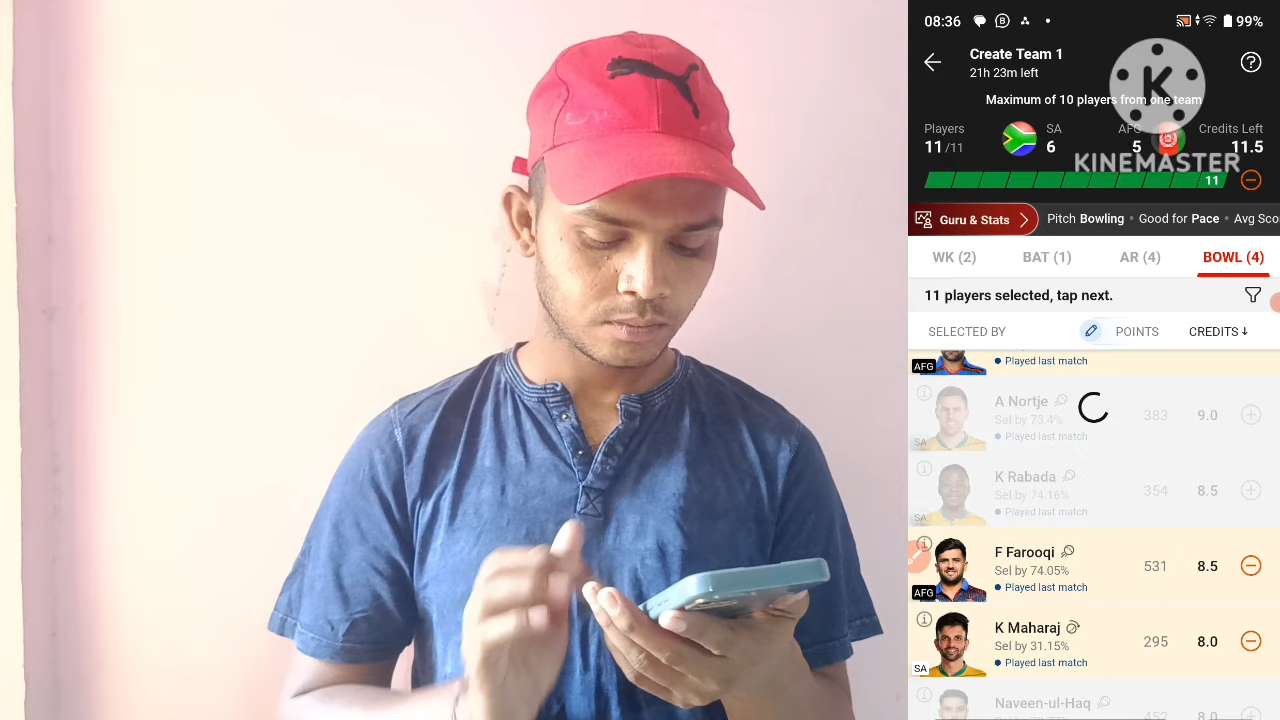 08:36
99%
Create Team 1
21h 23m left
Maximum of 10 players from one team
Players
11/11
SA
6
AFG
5
Credits Left
11.5
K
KINEMASTER
11
Guru & Stats
Pitch Bowling • Good for Pace • Avg Sco
WK (2) BAT (1) AR (4) BOWL (4)
11 players selected, tap next.
SELECTED BY POINTS CREDITS↓
AFG
Played last match
A Nortje
Sel by 73.4%
383 9.0
Played last match
SA
K Rabada
Sel by 74.16%
354 8.5
Played last match
SA
F Farooqi
Sel by 74.05%
531 8.5
Played last match
AFG
K Maharaj
Sel by 31.15%
295 8.0
Played last match
SA
Naveen-ul-Haq
452 8.0